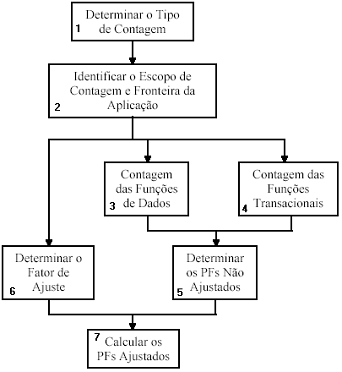 Determinar o Tipo
1 de Contagem
Identificar o Escopo de
Contagem e Fronteira da
Aplicação
2
Contagem
das Funções
3 de Dados
Contagem das
Funções
4 Transacionais
Determinar o
Fator de
6 Ajuste
Determinar
os PFs Não
5 Ajustados
7 Calcular os
PFs Ajustados